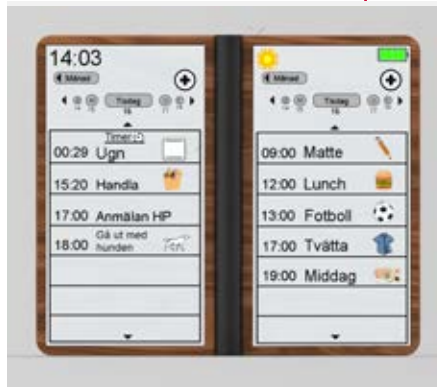 14:03
Månad
Tisdag
16
Timer
00:29 Ugn
15:20 Handla
17:00 Anmälan HP
18:00 Gå ut med
hunden
Månad
Tisdag
16
09:00 Matte
12:00 Lunch
13:00 Fotboll
17:00 Tvätta
19:00 Middag